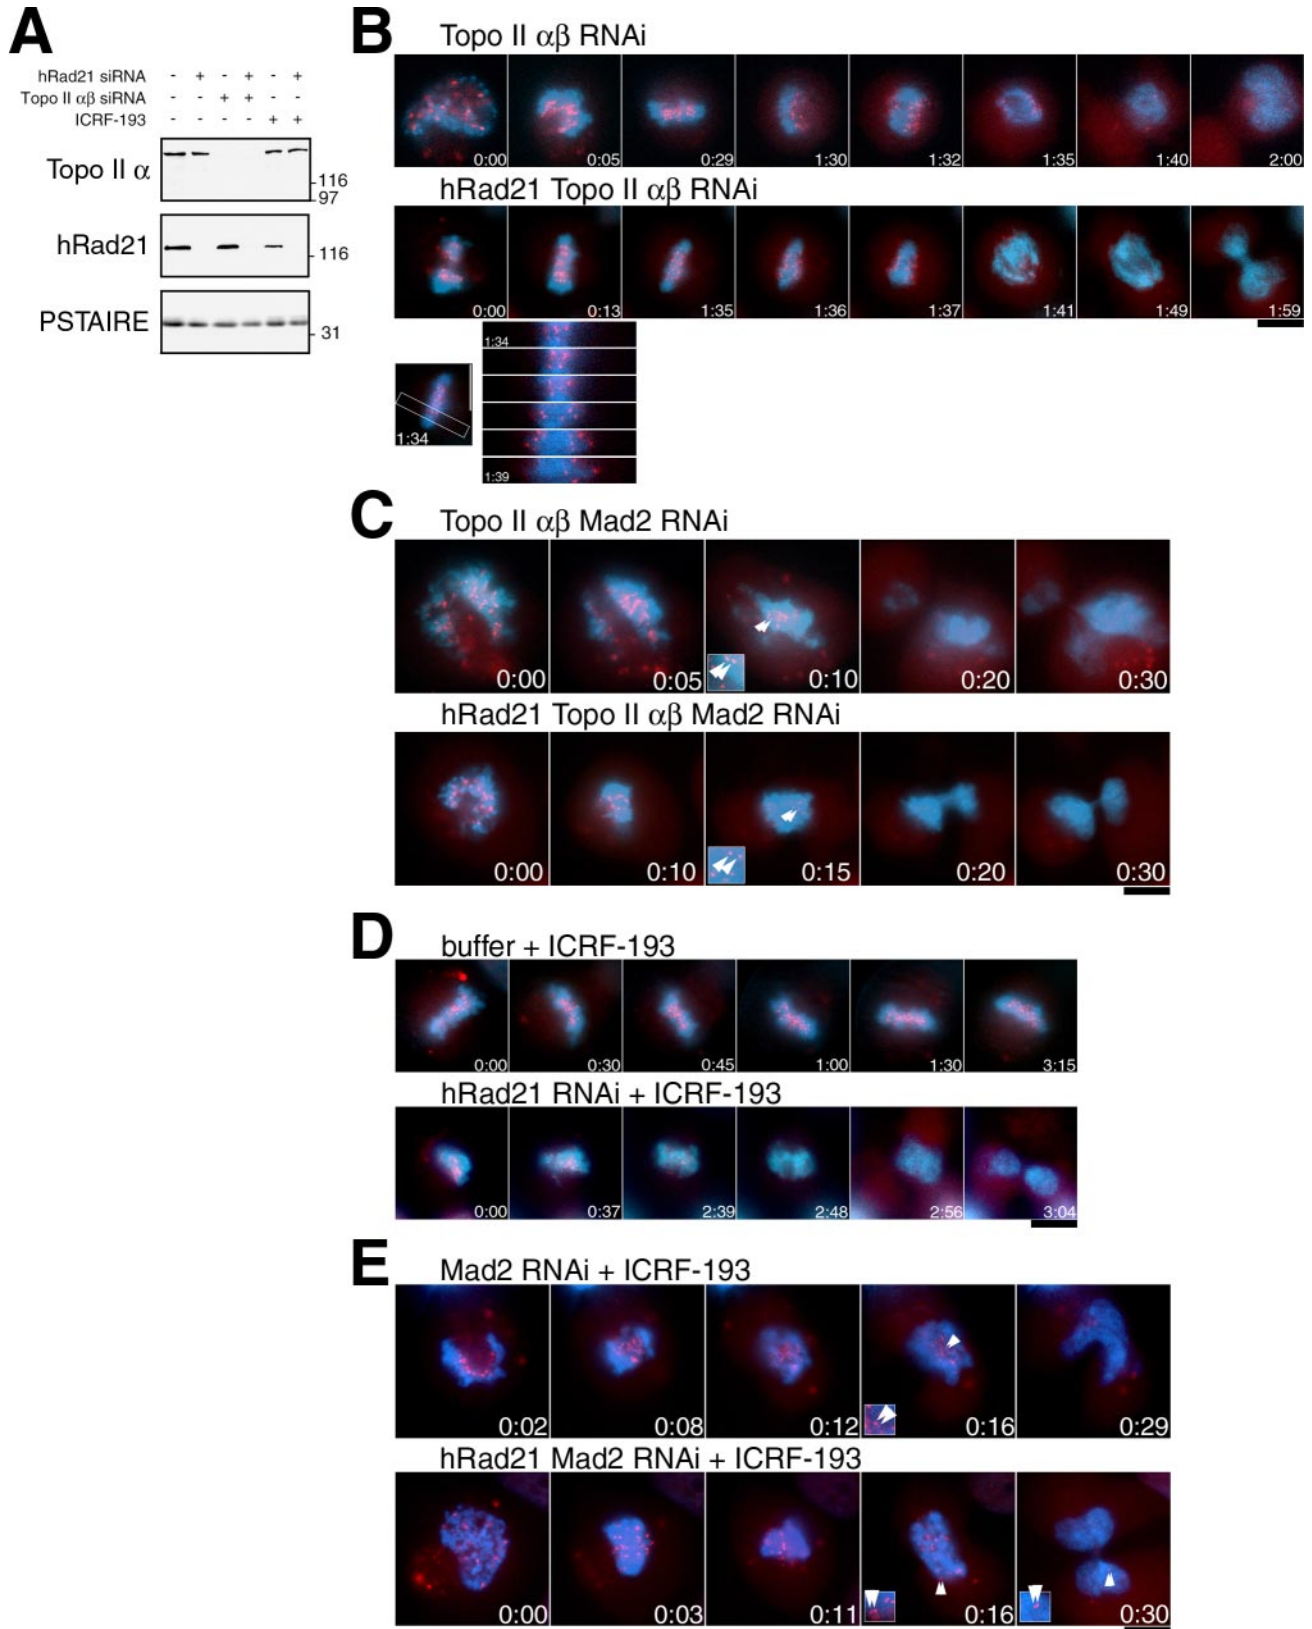 A
hRad21 siRNA - + - + - +
Topo II αβ siRNA - - + + - -
ICRF-193 - - - - + +
Topo II α
116
97
hRad21
116
PSTAIRE
31
B
Topo II αβ RNAi
0:00 0:05 0:29 1:30 1:32 1:35 1:40 2:00
hRad21 Topo II αβ RNAi
0:00 0:13 1:35 1:36 1:37 1:41 1:49 1:59
1:34
1:34
1:39
C
Topo II αβ Mad2 RNAi
0:00 0:05 0:10 0:20 0:30
hRad21 Topo II αβ Mad2 RNAi
0:00 0:10 0:15 0:20 0:30
D
buffer + ICRF-193
0:00 0:30 0:45 1:00 1:30 3:15
hRad21 RNAi + ICRF-193
0:00 0:37 2:39 2:48 2:56 3:04
E
Mad2 RNAi + ICRF-193
0:02 0:08 0:12 0:16 0:29
hRad21 Mad2 RNAi + ICRF-193
0:00 0:03 0:11 0:16 0:30